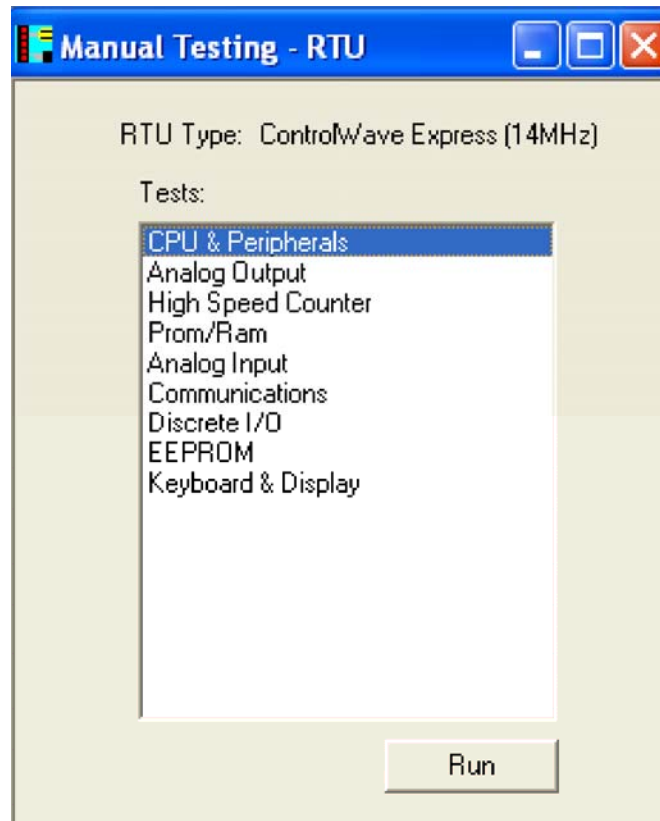 Manual Testing - RTU
RTU Type: ControlWave Express (14MHz)
Tests:
CPU & Peripherals
Analog Output
High Speed Counter
Prom/Ram
Analog Input
Communications
Discrete I/O
EEPROM
Keyboard & Display
Run